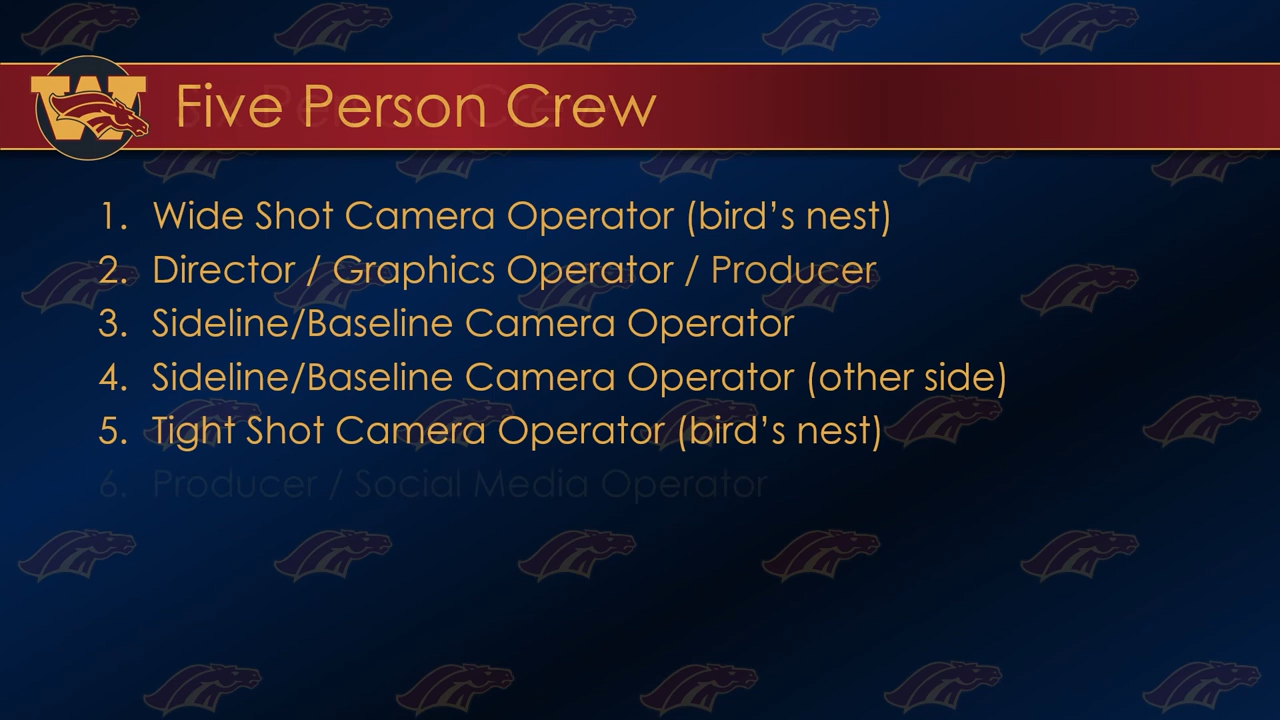 W
Five Person Crew
1. Wide Shot Camera Operator (bird’s nest)
2. Director / Graphics Operator / Producer
3. Sideline/Baseline Camera Operator
4. Sideline/Baseline Camera Operator (other side)
5. Tight Shot Camera Operator (bird’s nest)
6. Producer / Social Media Operator